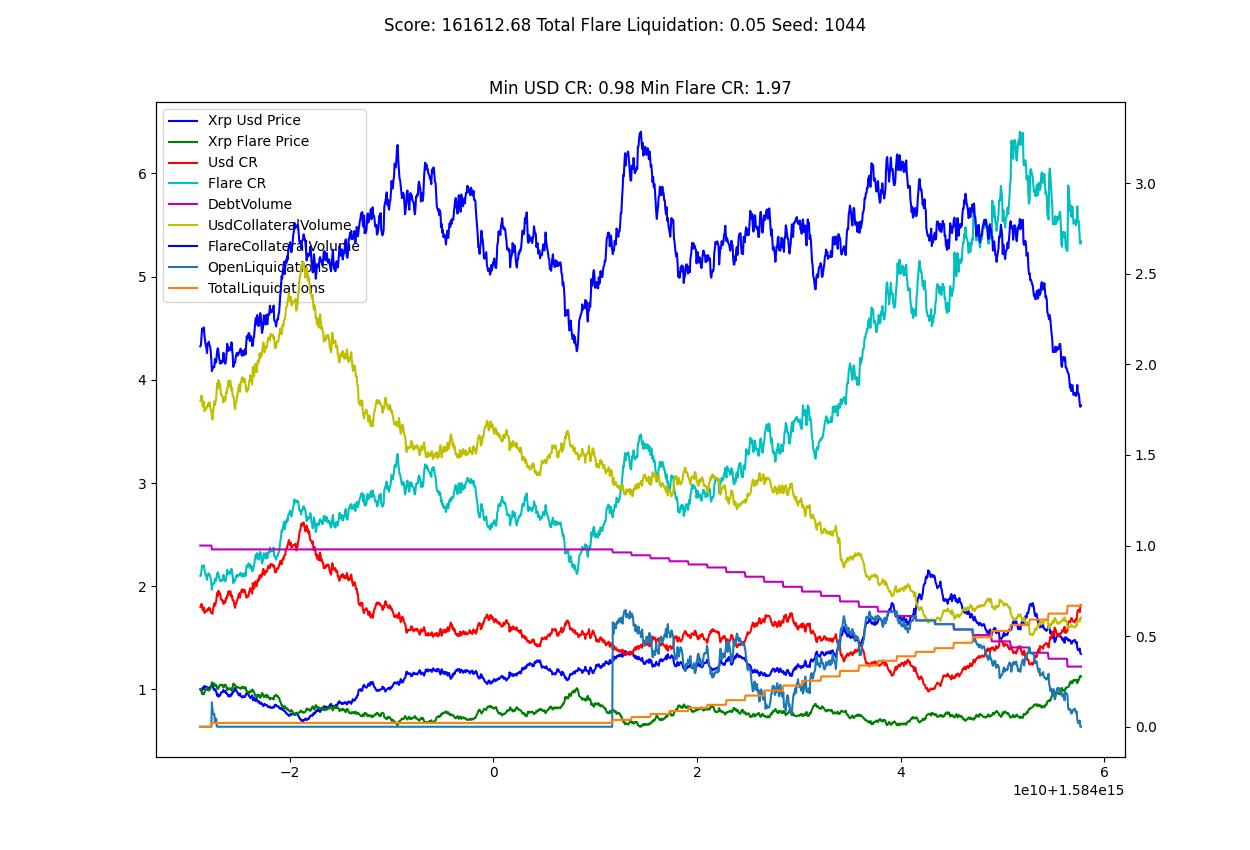 Score: 161612.68 Total Flare Liquidation: 0.05 Seed: 1044
Min USD CR: 0.98 Min Flare CR: 1.97
Xrp Usd Price
Xrp Flare Price
Usd CR
Flare CR
DebtVolume
UsdCollateralVolume
FlareCollateralVolume
OpenLiquidations
TotalLiquidations
6
5
4
3
2
1
3.0
2.5
2.0
1.5
1.0
0.5
0.0
−2
0
2
4
6
1e10+1.584e15